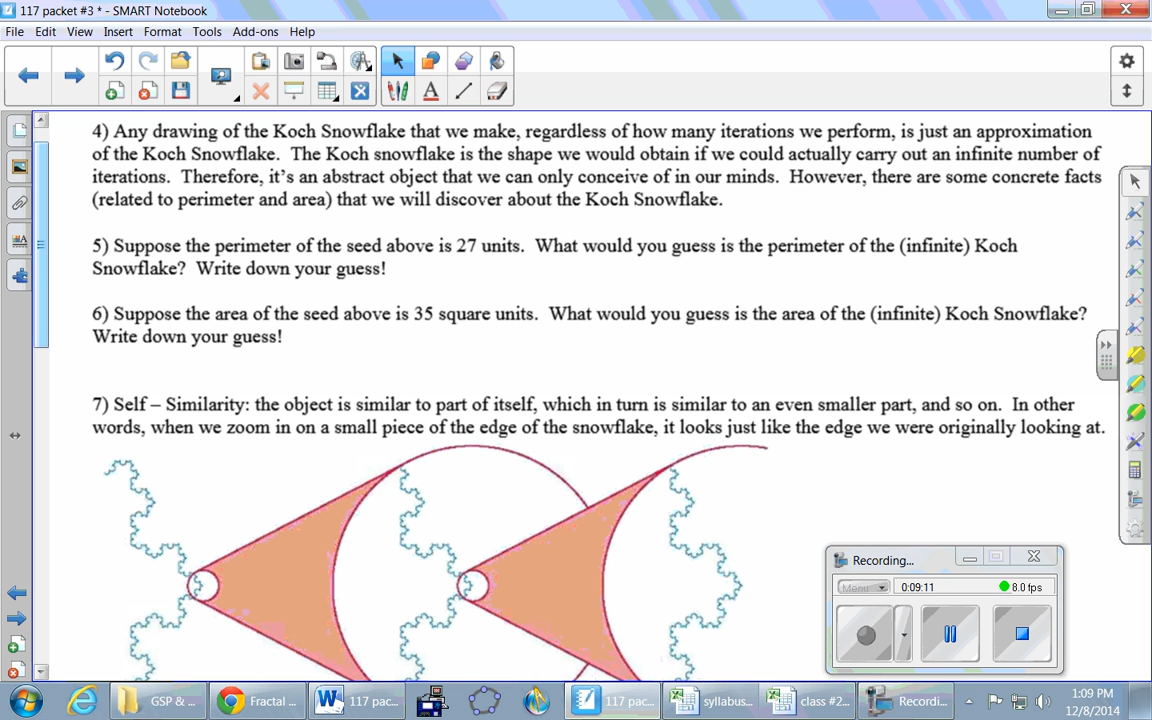 117 packet #3 * - SMART Notebook
File Edit View Insert Format Tools Add-ons Help
4) Any drawing of the Koch Snowflake that we make, regardless of how many iterations we perform, is just an approximation
of the Koch Snowflake. The Koch snowflake is the shape we would obtain if we could actually carry out an infinite number of
iterations. Therefore, it's an abstract object that we can only conceive of in our minds. However, there are some concrete facts
(related to perimeter and area) that we will discover about the Koch Snowflake.
5) Suppose the perimeter of the seed above is 27 units. What would you guess is the perimeter of the (infinite) Koch
Snowflake? Write down your guess!
6) Suppose the area of the seed above is 35 square units. What would you guess is the area of the (infinite) Koch Snowflake?
Write down your guess!
7) Self – Similarity: the object is similar to part of itself, which in turn is similar to an even smaller part, and so on. In other
words, when we zoom in on a small piece of the edge of the snowflake, it looks just like the edge we were originally looking at.
Recording...
Menu 0:09:11 8.0 fps
GSP & ... Fractal ... 117 pac... 117 pac... syllabus... class #2... Recordi... 1:09 PM
12/8/2014